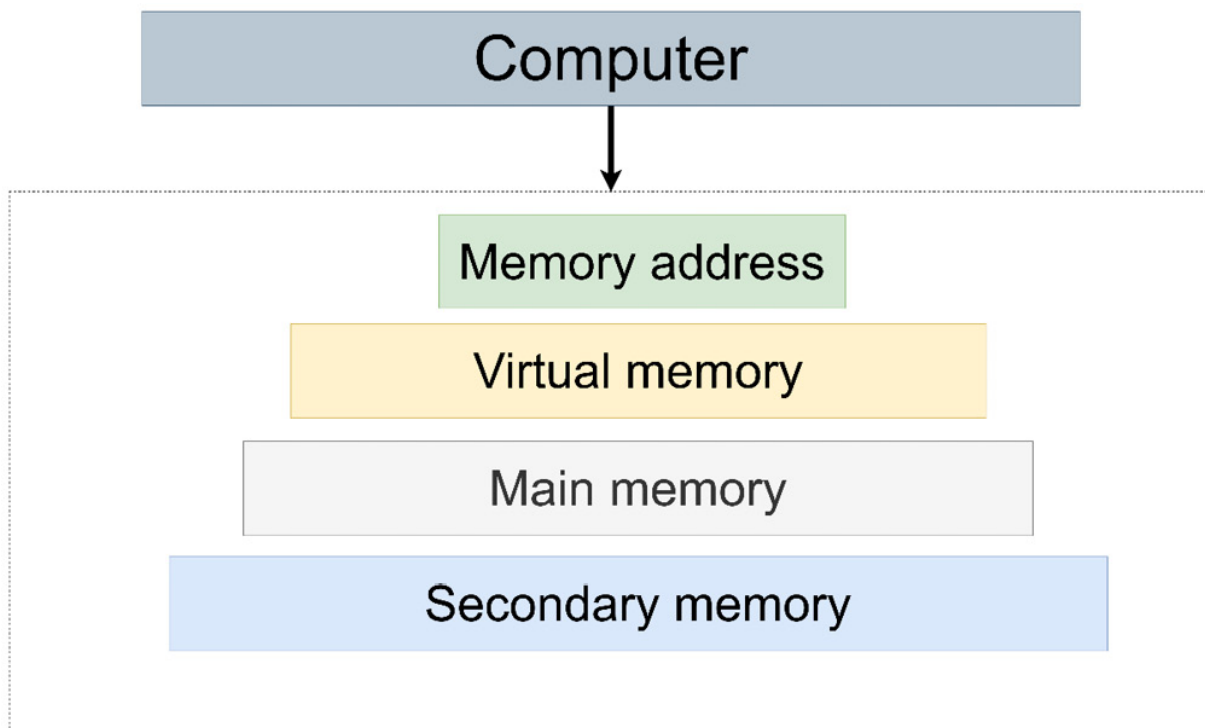 Computer
Memory address
Virtual memory
Main memory
Secondary memory